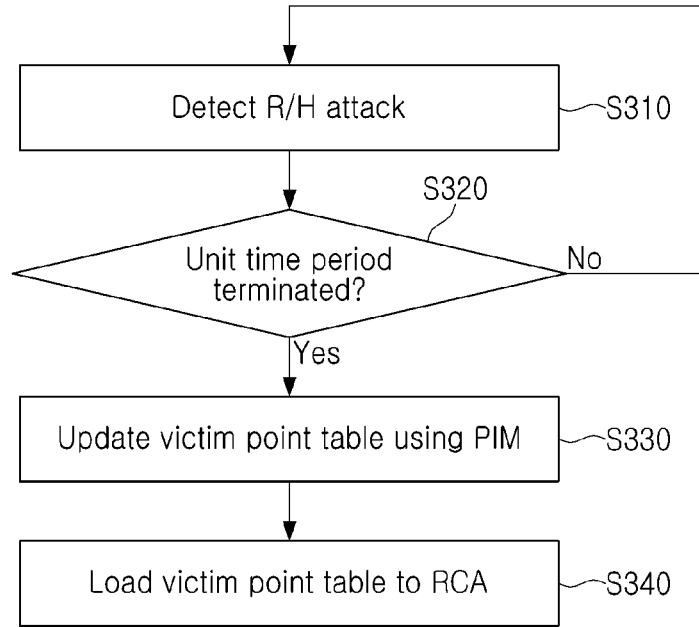 Detect R/H attack
S310
S320
Unit time period
terminated?
No
Yes
Update victim point table using PIM
S330
Load victim point table to RCA
S340